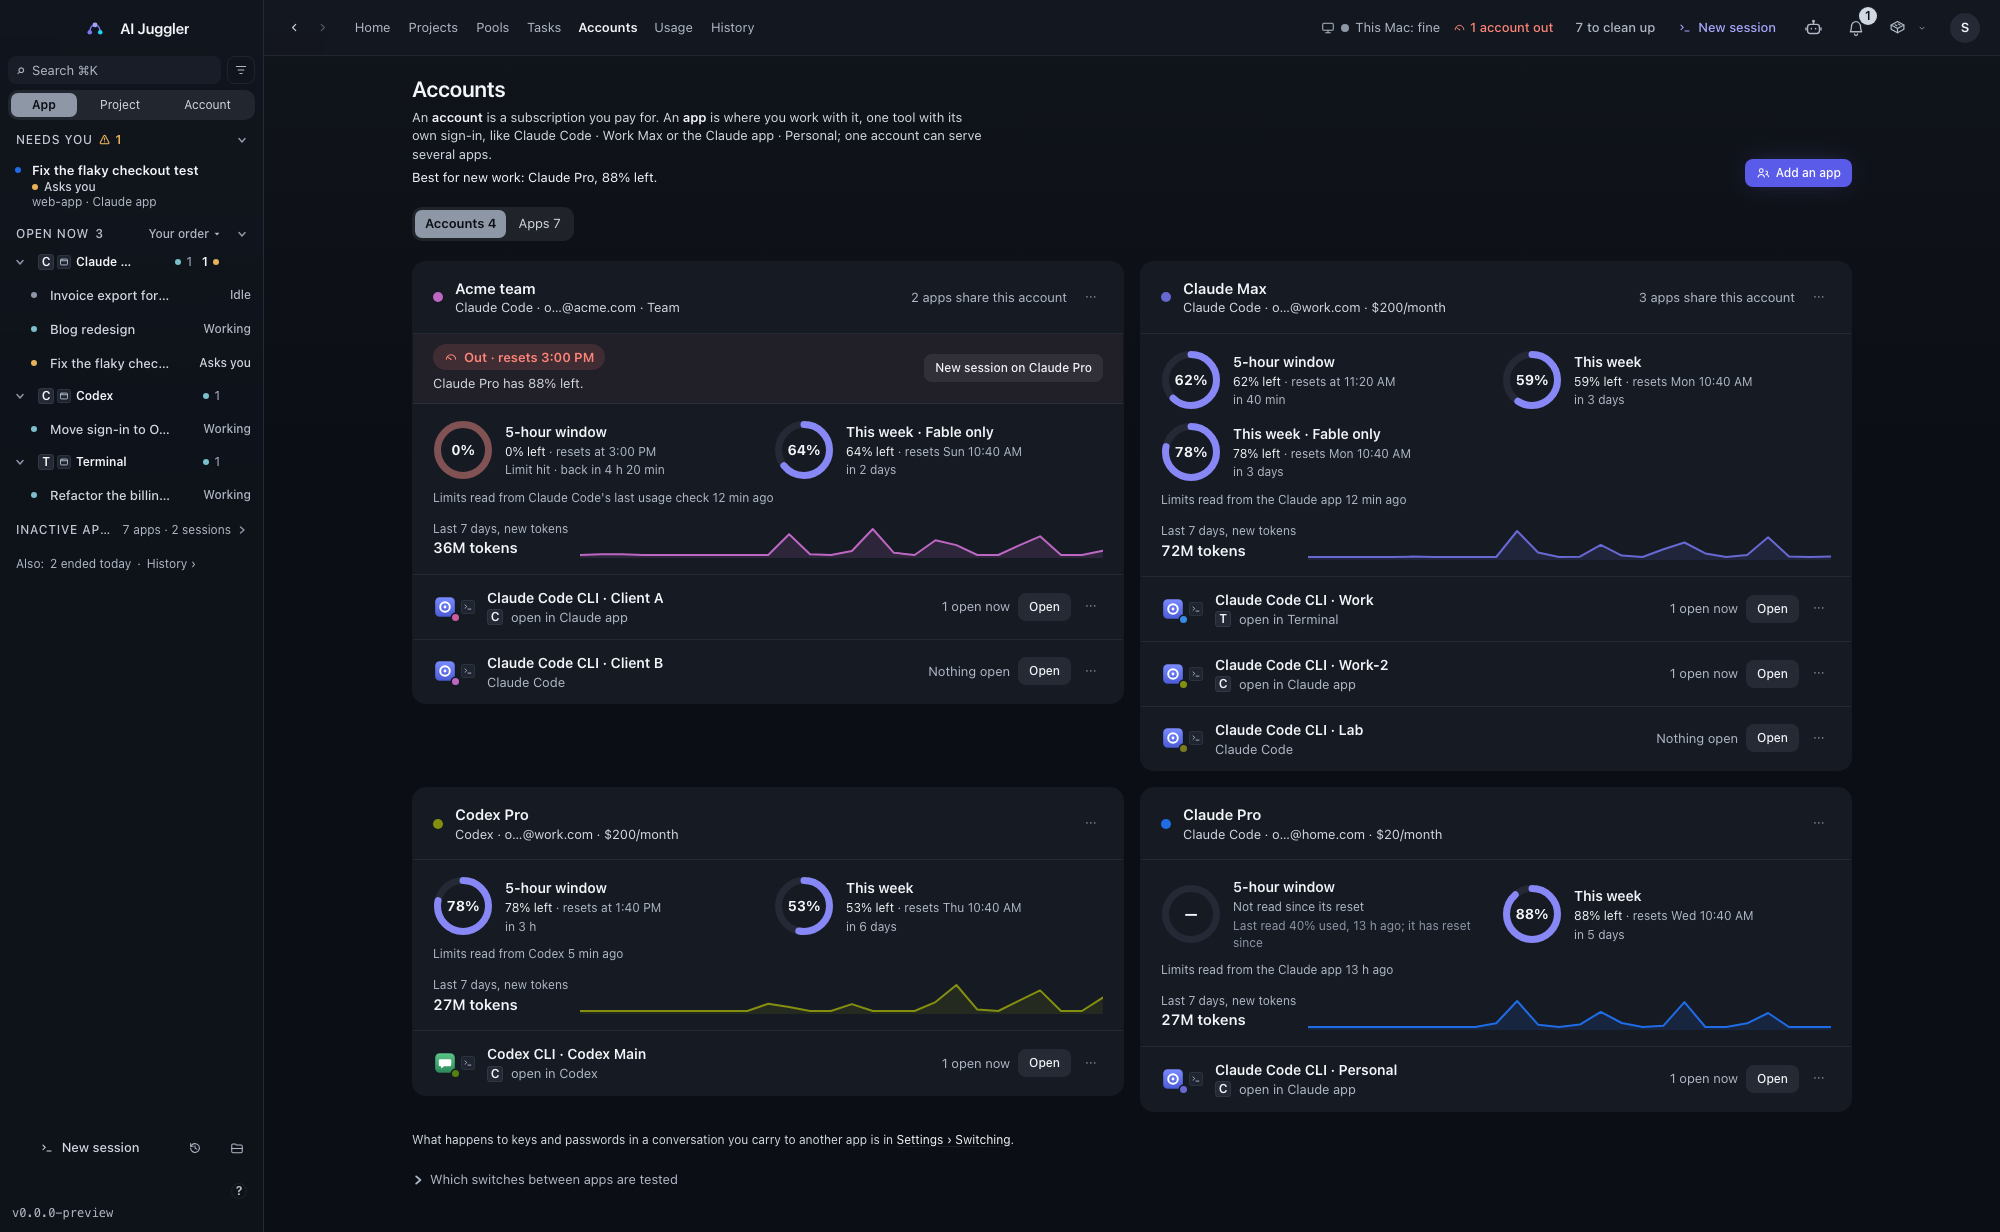 AI Juggler
Search ⌘K
App
Project
Account
NEEDS YOU 1
Fix the flaky checkout test
Asks you
web-app · Claude app
OPEN NOW 3
Your order
C Claude ... 1 1
Invoice export for... Idle
Blog redesign Working
Fix the flaky chec... Asks you
C Codex 1
Move sign-in to O... Working
T Terminal 1
Refactor the billin... Working
INACTIVE AP... 7 apps · 2 sessions
Also: 2 ended today · History ›
New session
?
v0.0.0-preview
Home Projects Pools Tasks Accounts Usage History
This Mac: fine
1 account out
7 to clean up
New session
1
S
Accounts
An account is a subscription you pay for. An app is where you work with it, one tool with its
own sign-in, like Claude Code · Work Max or the Claude app · Personal; one account can serve
several apps.
Best for new work: Claude Pro, 88% left.
Add an app
Accounts 4
Apps 7
Acme team
Claude Code · o...@acme.com · Team
2 apps share this account
Out · resets 3:00 PM
Claude Pro has 88% left.
New session on Claude Pro
0%
5-hour window
0% left · resets at 3:00 PM
Limit hit · back in 4 h 20 min
64%
This week · Fable only
64% left · resets Sun 10:40 AM
in 2 days
Limits read from Claude Code's last usage check 12 min ago
Last 7 days, new tokens
36M tokens
Claude Code CLI · Client A
C open in Claude app
1 open now
Open
Claude Code CLI · Client B
Claude Code
Nothing open
Open
Claude Max
Claude Code · o...@work.com · $200/month
3 apps share this account
62%
5-hour window
62% left · resets at 11:20 AM
in 40 min
59%
This week
59% left · resets Mon 10:40 AM
in 3 days
78%
This week · Fable only
78% left · resets Mon 10:40 AM
in 3 days
Limits read from the Claude app 12 min ago
Last 7 days, new tokens
72M tokens
Claude Code CLI · Work
T open in Terminal
1 open now
Open
Claude Code CLI · Work-2
C open in Claude app
1 open now
Open
Claude Code CLI · Lab
Claude Code
Nothing open
Open
Codex Pro
Codex · o...@work.com · $200/month
78%
5-hour window
78% left · resets at 1:40 PM
in 3 h
53%
This week
53% left · resets Thu 10:40 AM
in 6 days
Limits read from Codex 5 min ago
Last 7 days, new tokens
27M tokens
Codex CLI · Codex Main
C open in Codex
1 open now
Open
Claude Pro
Claude Code · o...@home.com · $20/month
–
5-hour window
Not read since its reset
Last read 40% used, 13 h ago; it has reset
since
88%
This week
88% left · resets Wed 10:40 AM
in 5 days
Limits read from the Claude app 13 h ago
Last 7 days, new tokens
27M tokens
Claude Code CLI · Personal
C open in Claude app
1 open now
Open
What happens to keys and passwords in a conversation you carry to another app is in Settings › Switching.
Which switches between apps are tested